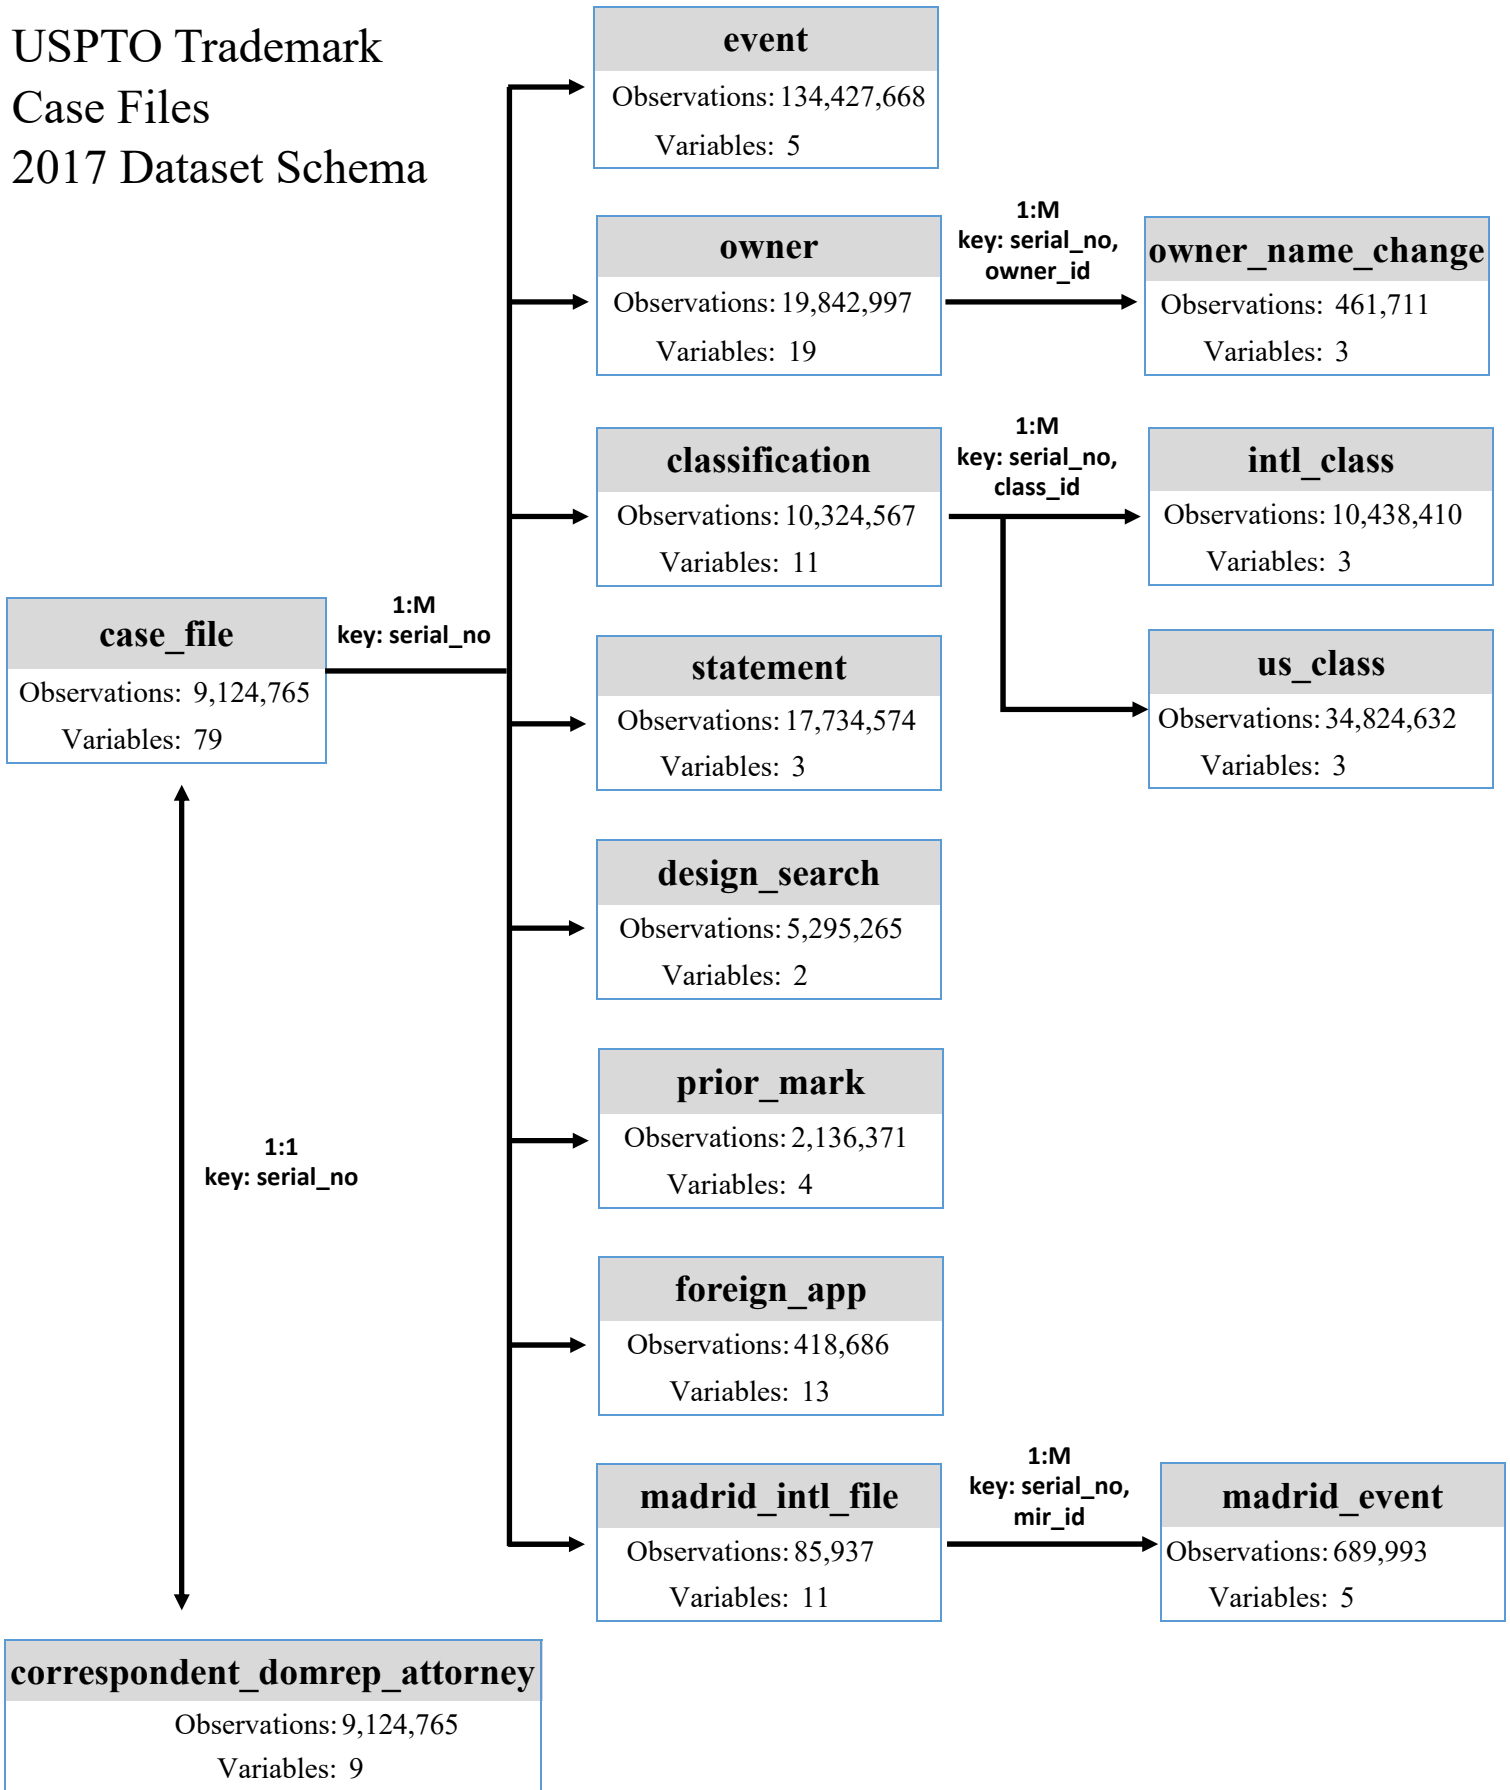 USPTO Trademark
Case Files
2017 Dataset Schema
event
Observations: 134,427,668
Variables: 5
owner
Observations: 19,842,997
Variables: 19
1:M
key: serial_no,
owner_id
owner_name_change
Observations: 461,711
Variables: 3
classification
Observations: 10,324,567
Variables: 11
1:M
key: serial_no,
class_id
intl_class
Observations: 10,438,410
Variables: 3
us_class
Observations: 34,824,632
Variables: 3
case_file
Observations: 9,124,765
Variables: 79
1:M
key: serial_no
statement
Observations: 17,734,574
Variables: 3
design_search
Observations: 5,295,265
Variables: 2
prior_mark
Observations: 2,136,371
Variables: 4
1:1
key: serial_no
foreign_app
Observations: 418,686
Variables: 13
madrid_intl_file
Observations: 85,937
Variables: 11
1:M
key: serial_no,
mir_id
madrid_event
Observations: 689,993
Variables: 5
correspondent_domrep_attorney
Observations: 9,124,765
Variables: 9